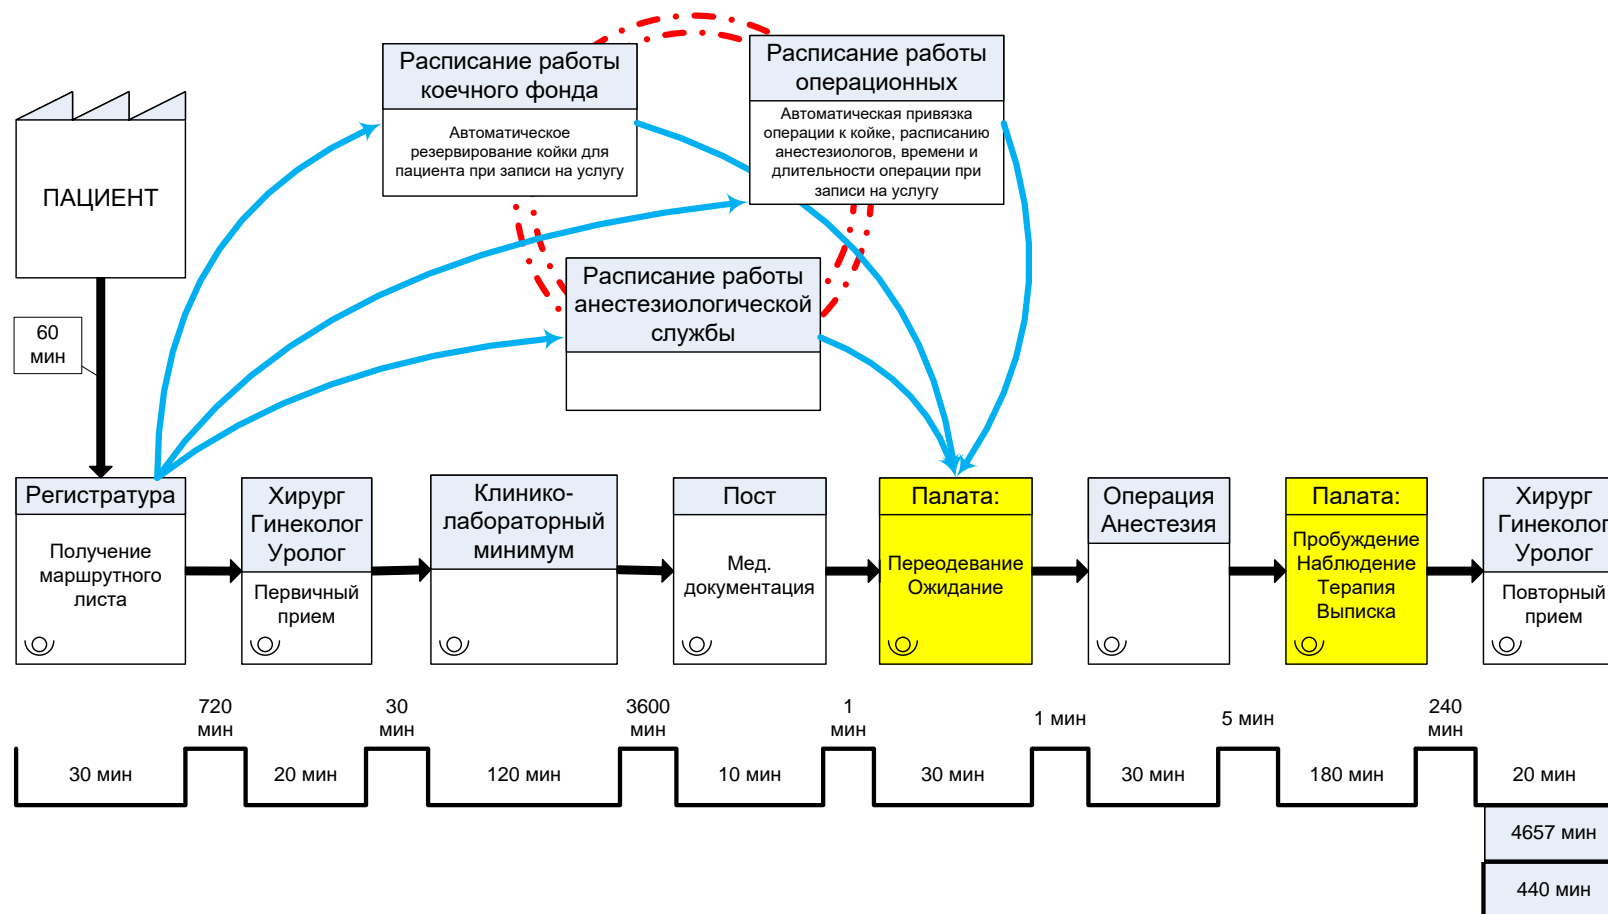 Расписание работы
коечного фонда
Автоматическое
резервирование койки для
пациента при записи на услугу
Расписание работы
операционных
Автоматическая привязка
операции к койке, расписанию
анестезиологов, времени и
длительности операции при
записи на услугу
ПАЦИЕНТ
Расписание работы
анестезиологической
службы
60
мин
Регистратура
Получение
маршрутного
листа
Хирург
Гинеколог
Уролог
Первичный
прием
Клинико-
лабораторный
минимум
Пост
Мед.
документация
Палата:
Переодевание
Ожидание
Операция
Анестезия
Палата:
Пробуждение
Наблюдение
Терапия
Выписка
Хирург
Гинеколог
Уролог
Повторный
прием
720
мин
30
мин
3600
мин
1
мин
1 мин
5 мин
240
мин
30 мин
20 мин
120 мин
10 мин
30 мин
30 мин
180 мин
20 мин
4657 мин
440 мин